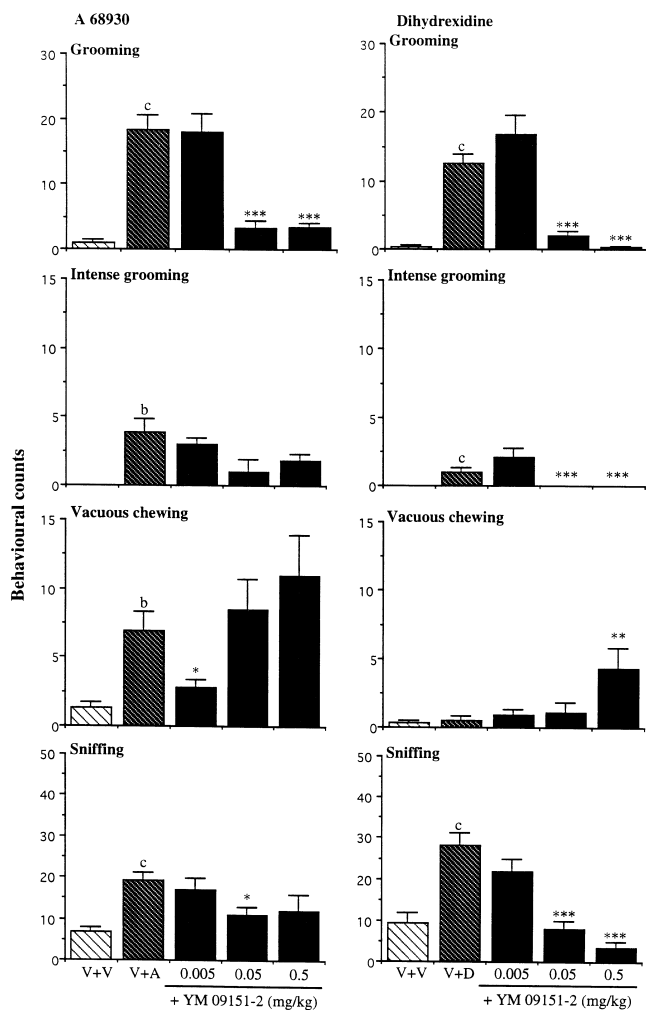 A 68930
Dihydrexidine
Grooming
Grooming
30
20
10
0
c
***
***
30
20
10
0
c
***
***
Intense grooming
Intense grooming
15
10
5
0
b
15
10
5
0
c
***
***
Behavioural counts
Vacuous chewing
Vacuous chewing
15
10
5
0
b
*
15
10
5
0
**
Sniffing
Sniffing
50
40
30
20
10
0
c
*
50
40
30
20
10
0
c
***
***
V+V V+A 0.005 0.05 0.5
+ YM 09151-2 (mg/kg)
V+V V+D 0.005 0.05 0.5
+ YM 09151-2 (mg/kg)